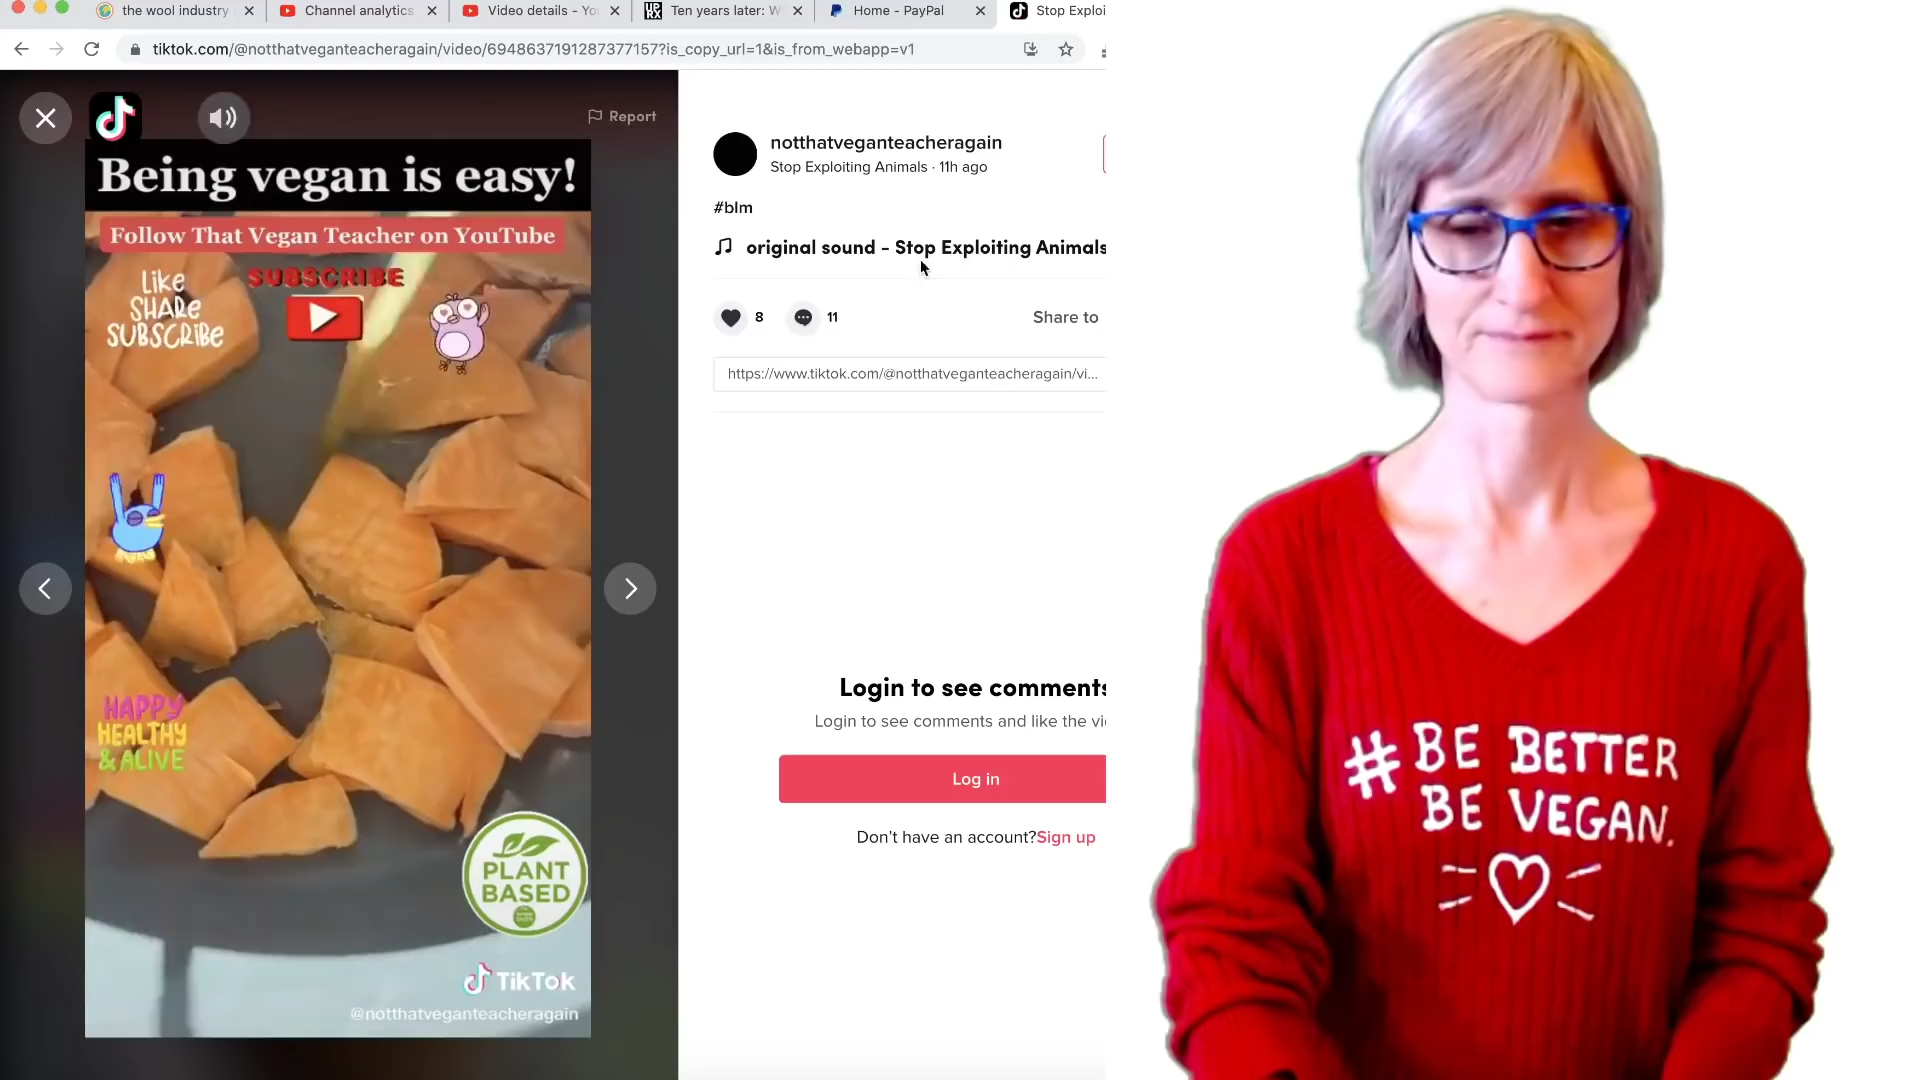 the wool industry
Channel analytics
Video details - Yo
UPRX
Ten years later: W
Home - PayPal
Stop Exploi
tiktok.com/@notthatveganteacheragain/video/6948637191287377157?is_copy_url=1&is_from_webapp=v1
Report
Being vegan is easy!
Follow That Vegan Teacher on YouTube
LiKe
SHARe
SUBSCRiBe
SUBSCRIBE
HAPPY
HEALTHY
& ALIVE
PLANT
BASED
TikTok
@notthatveganteacheragain
notthatveganteacheragain
Stop Exploiting Animals · 11h ago
#blm
original sound - Stop Exploiting Animals
8
11
Share to
https://www.tiktok.com/@notthatveganteacheragain/vi...
Login to see comments
Login to see comments and like the vi
Log in
Don't have an account?Sign up
#BE BETTER
BE VEGAN.